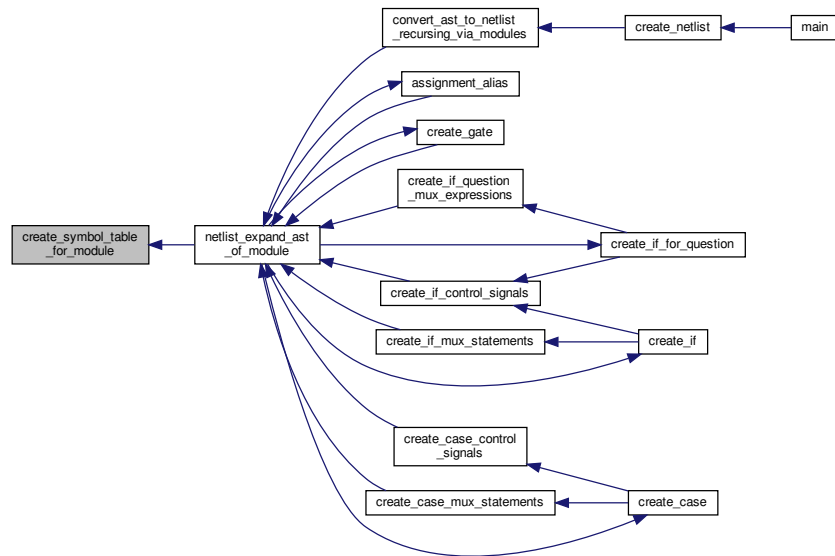 convert_ast_to_netlist
_recursing_via_modules
create_netlist
main
assignment_alias
create_gate
create_if_question
_mux_expressions
create_symbol_table
_for_module
netlist_expand_ast
_of_module
create_if_for_question
create_if_control_signals
create_if_mux_statements
create_if
create_case_control
_signals
create_case_mux_statements
create_case